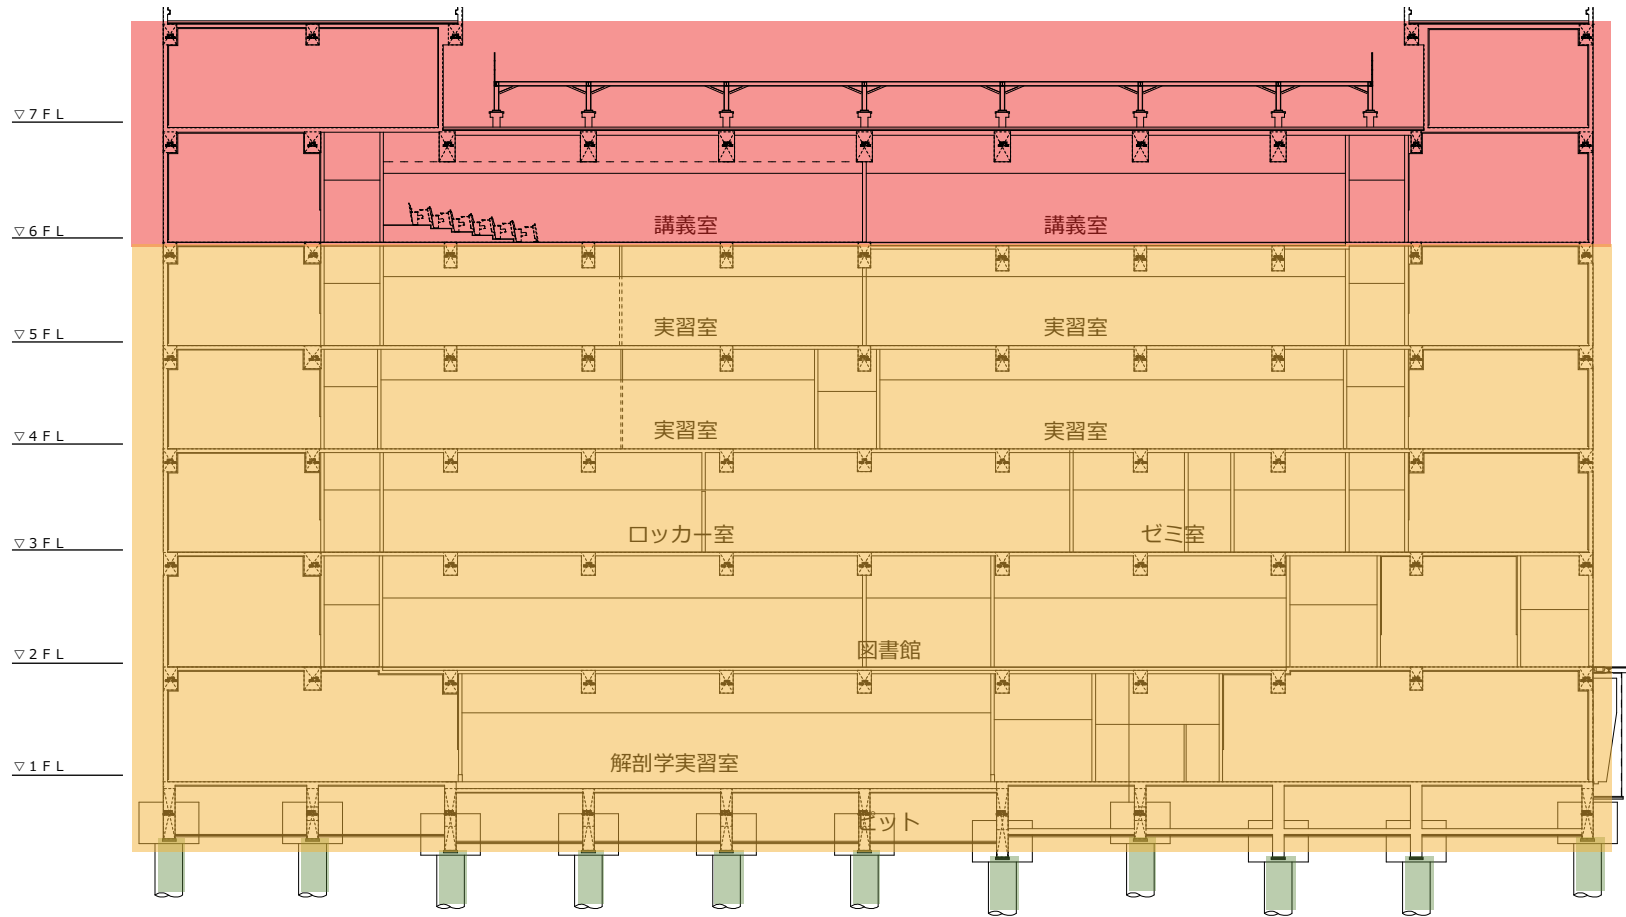 ▽7FL
▽6FL
講義室 講義室
▽5FL
実習室 実習室
▽4FL
実習室 実習室
▽3FL
ロッカー室 ゼミ室
▽2FL
図書館
▽1FL
解剖学実習室
ピット